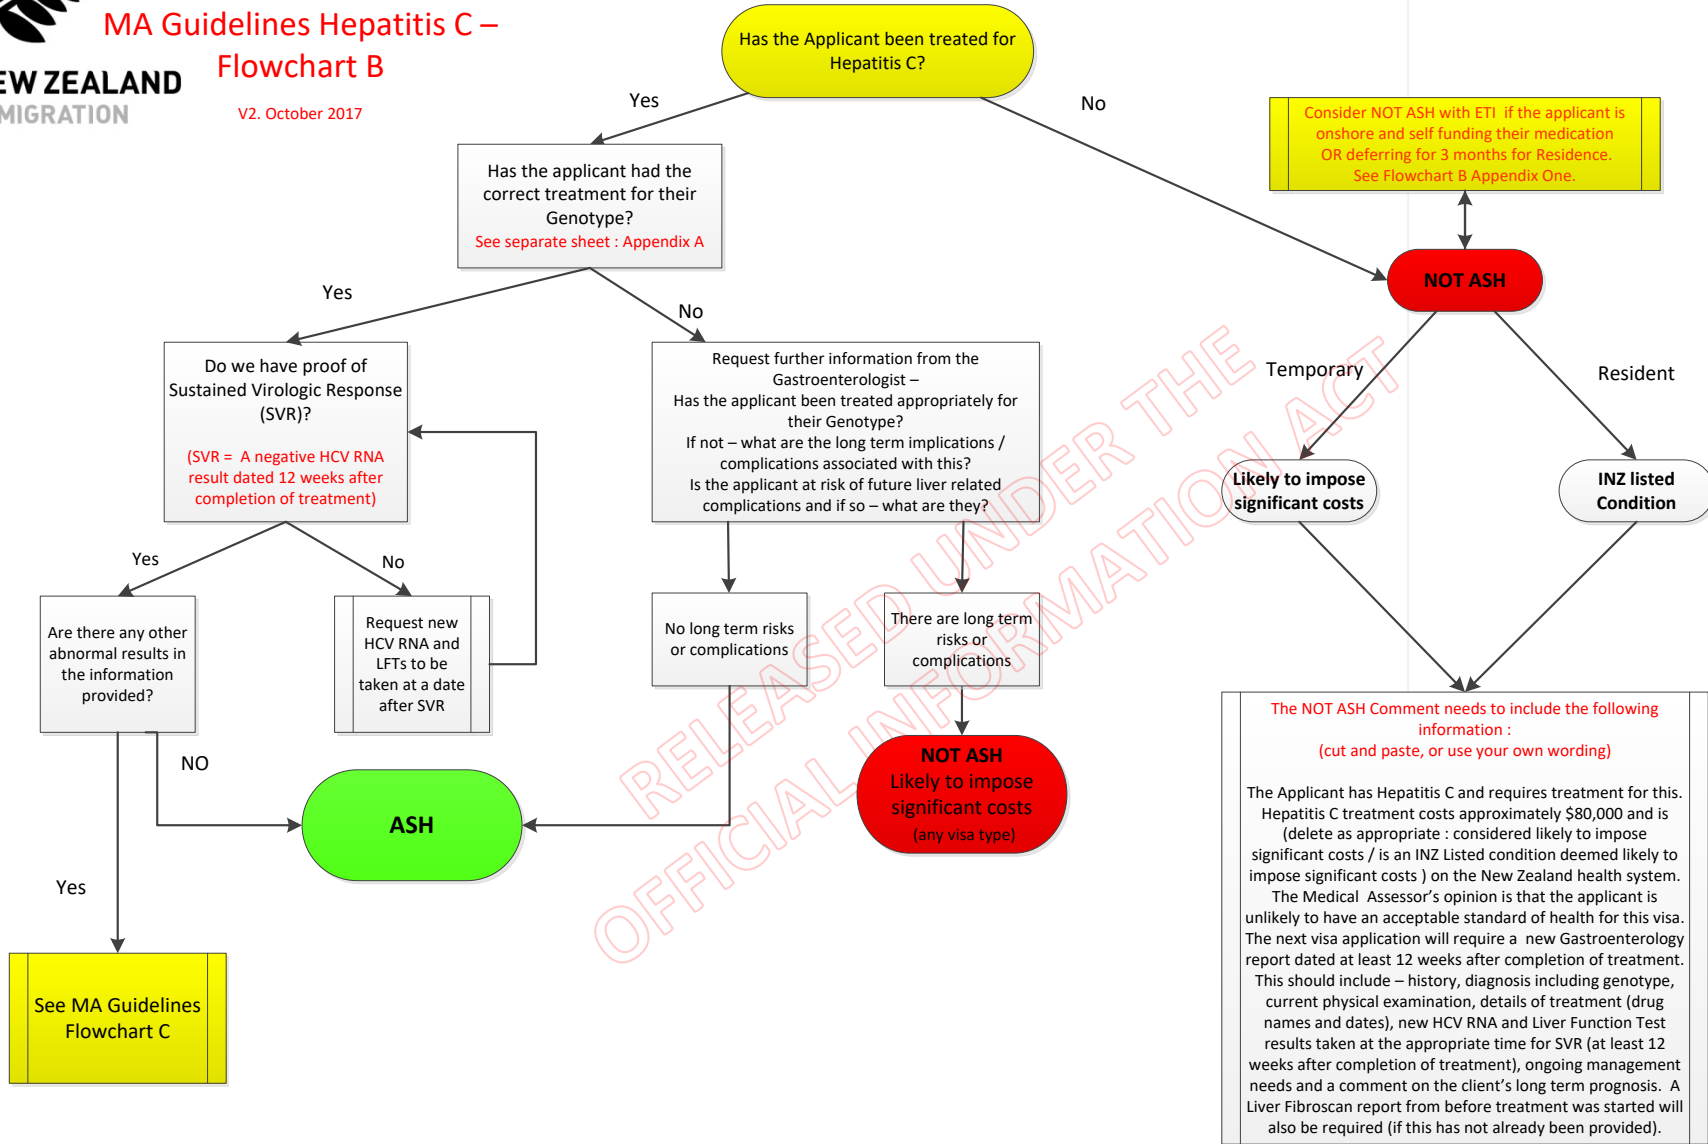 MA Guidelines Hepatitis C –
Flowchart B
EW ZEALAND
MIGRATION
V2. October 2017
Has the Applicant been treated for
Hepatitis C?
Yes
No
Consider NOT ASH with ETI if the applicant is
onshore and self funding their medication
OR deferring for 3 months for Residence.
See Flowchart B Appendix One.
Has the applicant had the
correct treatment for their
Genotype?
See separate sheet : Appendix A
NOT ASH
Yes
No
Do we have proof of
Sustained Virologic Response
(SVR)?
(SVR = A negative HCV RNA
result dated 12 weeks after
completion of treatment)
Request further information from the
Gastroenterologist –
Has the applicant been treated appropriately for
their Genotype?
If not – what are the long term implications /
complications associated with this?
Is the applicant at risk of future liver related
complications and if so – what are they?
Temporary
Resident
Likely to impose
significant costs
INZ listed
Condition
Yes
No
Are there any other
abnormal results in
the information
provided?
Request new
HCV RNA and
LFTs to be
taken at a date
after SVR
No long term risks
or complications
There are long term
risks or
complications
NO
ASH
NOT ASH
Likely to impose
significant costs
(any visa type)
Yes
See MA Guidelines
Flowchart C
The NOT ASH Comment needs to include the following
information :
(cut and paste, or use your own wording)
The Applicant has Hepatitis C and requires treatment for this.
Hepatitis C treatment costs approximately $80,000 and is
(delete as appropriate : considered likely to impose
significant costs / is an INZ Listed condition deemed likely to
impose significant costs ) on the New Zealand health system.
The Medical Assessor's opinion is that the applicant is
unlikely to have an acceptable standard of health for this visa.
The next visa application will require a new Gastroenterology
report dated at least 12 weeks after completion of treatment.
This should include – history, diagnosis including genotype,
current physical examination, details of treatment (drug
names and dates), new HCV RNA and Liver Function Test
results taken at the appropriate time for SVR (at least 12
weeks after completion of treatment), ongoing management
needs and a comment on the client's long term prognosis. A
Liver Fibroscan report from before treatment was started will
also be required (if this has not already been provided).
RELEASED UNDER THE
OFFICIAL INFORMATION ACT